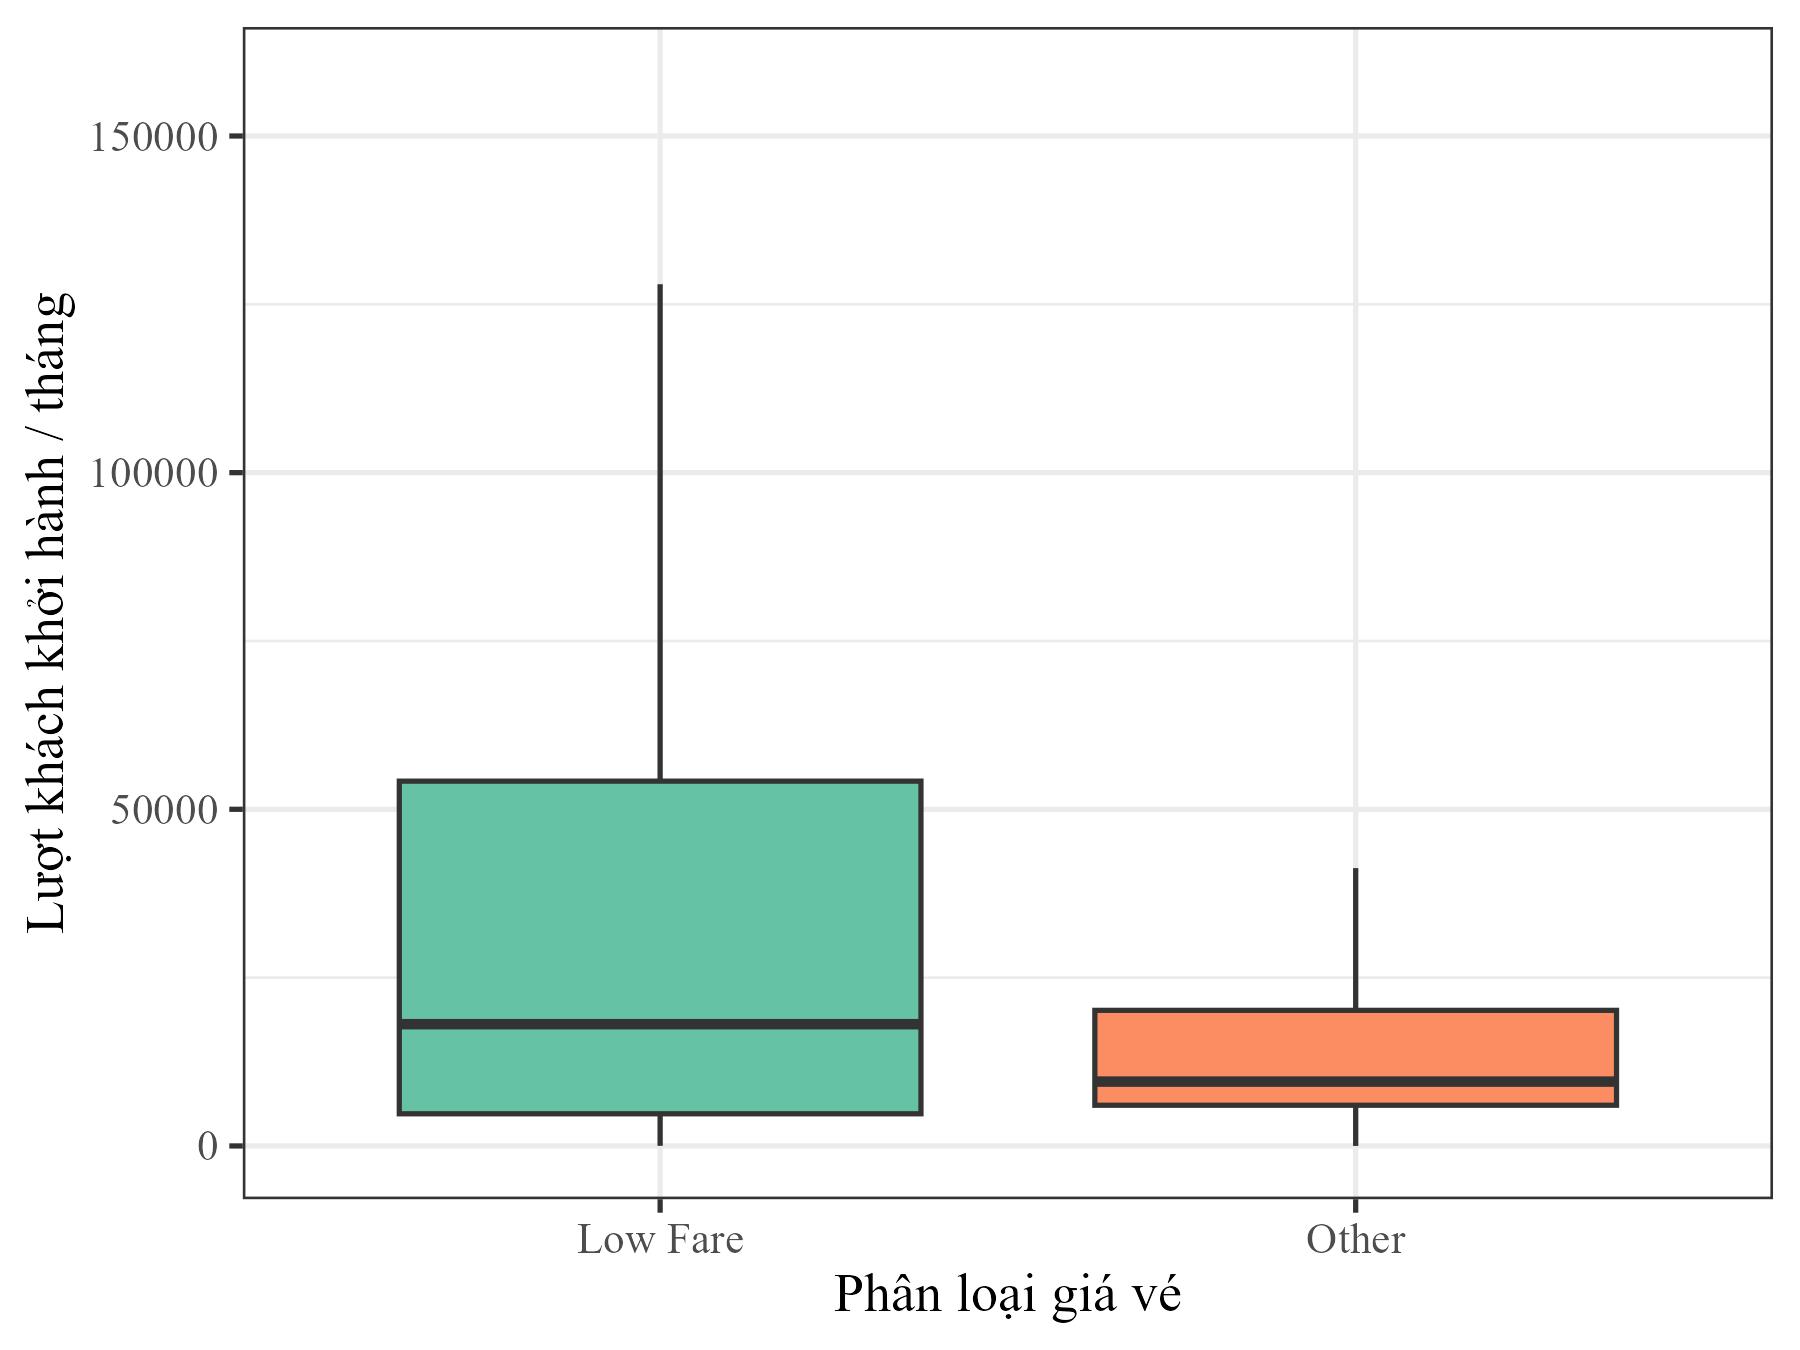 Lượt khách khởi hành / tháng
150000
100000
50000
0
Low Fare
Other
Phân loại giá vé